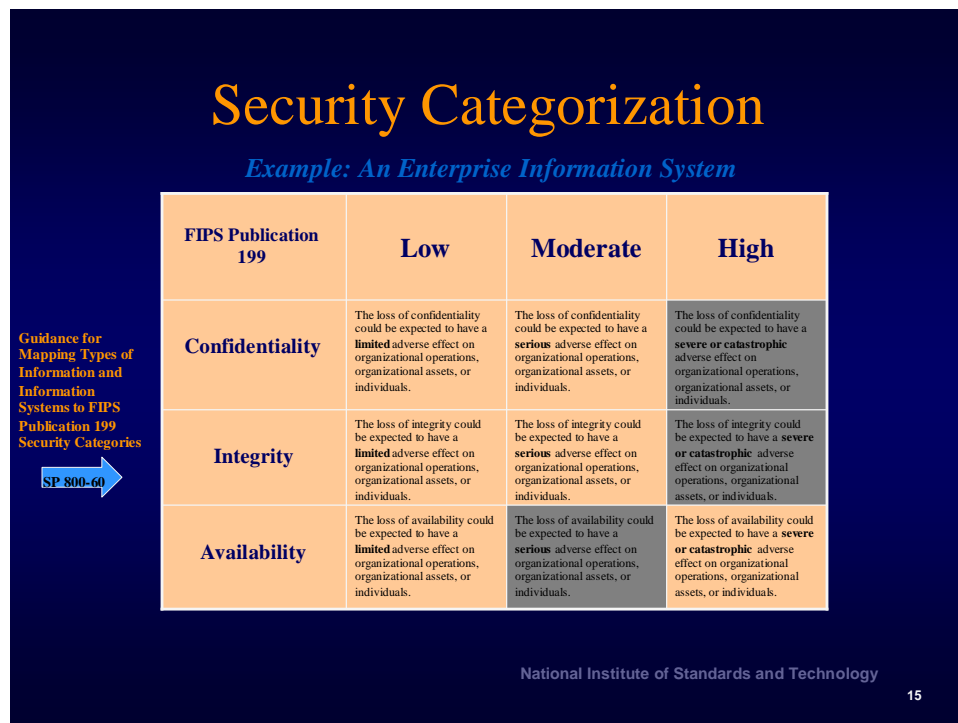 Security Categorization
Example: An Enterprise Information System
FIPS Publication
199
Low
Moderate
High
Guidance for
Mapping Types of
Information and
Information
Systems to FIPS
Publication 199
Security Categories
SP 800-60
Confidentiality
The loss of confidentiality
could be expected to have a
limited adverse effect on
organizational operations,
organizational assets, or
individuals.
The loss of confidentiality
could be expected to have a
serious adverse effect on
organizational operations,
organizational assets, or
individuals.
The loss of confidentiality
could be expected to have a
severe or catastrophic
adverse effect on
organizational operations,
organizational assets, or
individuals.
Integrity
The loss of integrity could
be expected to have a
limited adverse effect on
organizational operations,
organizational assets, or
individuals.
The loss of integrity could
be expected to have a
serious adverse effect on
organizational operations,
organizational assets, or
individuals.
The loss of integrity could
be expected to have a severe
or catastrophic adverse
effect on organizational
operations, organizational
assets, or individuals.
Availability
The loss of availability could
be expected to have a
limited adverse effect on
organizational operations,
organizational assets, or
individuals.
The loss of availability could
be expected to have a
serious adverse effect on
organizational operations,
organizational assets, or
individuals.
The loss of availability could
be expected to have a severe
or catastrophic adverse
effect on organizational
operations, organizational
assets, or individuals.
National Institute of Standards and Technology
15